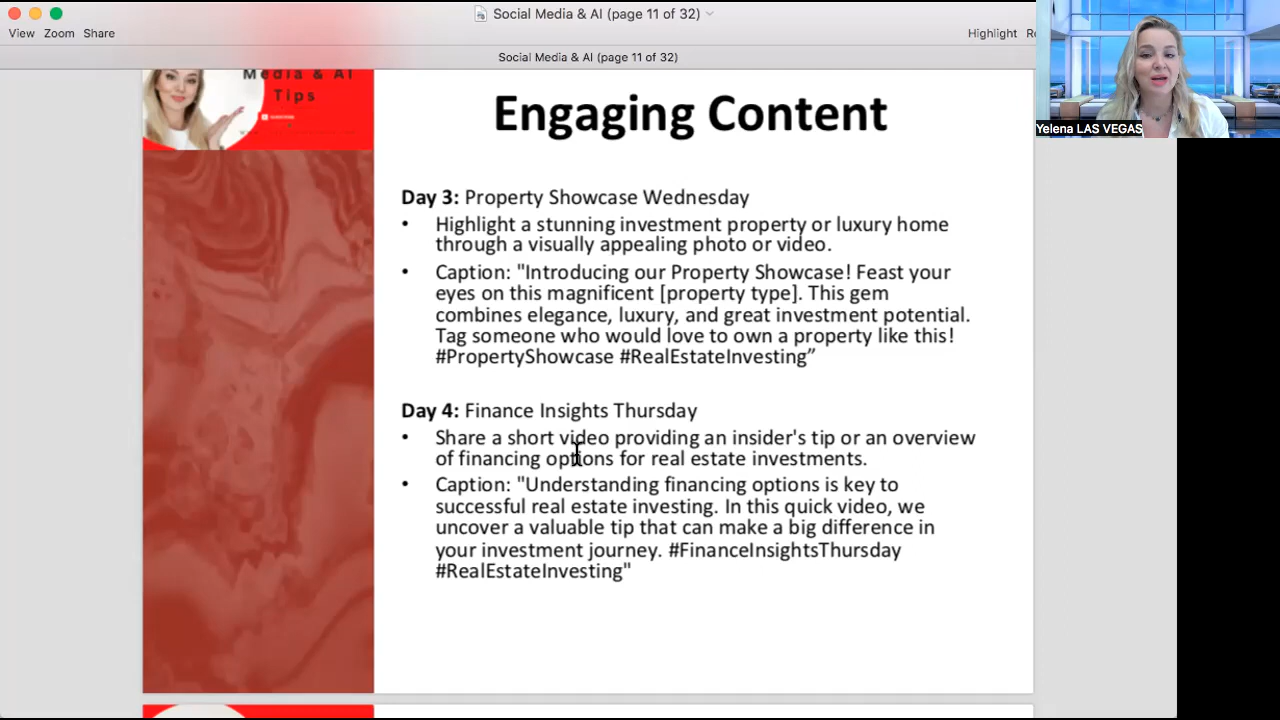 Social Media & AI (page 11 of 32)
View Zoom Share
Highlight
Social Media & AI (page 11 of 32)
Yelena LAS VEGAS
Media & AI
Tips
Engaging Content
Day 3: Property Showcase Wednesday
• Highlight a stunning investment property or luxury home
through a visually appealing photo or video.
• Caption: "Introducing our Property Showcase! Feast your
eyes on this magnificent [property type]. This gem
combines elegance, luxury, and great investment potential.
Tag someone who would love to own a property like this!
#PropertyShowcase #RealEstateInvesting”
Day 4: Finance Insights Thursday
• Share a short video providing an insider's tip or an overview
of financing options for real estate investments.
• Caption: "Understanding financing options is key to
successful real estate investing. In this quick video, we
uncover a valuable tip that can make a big difference in
your investment journey. #FinanceInsightsThursday
#RealEstateInvesting"